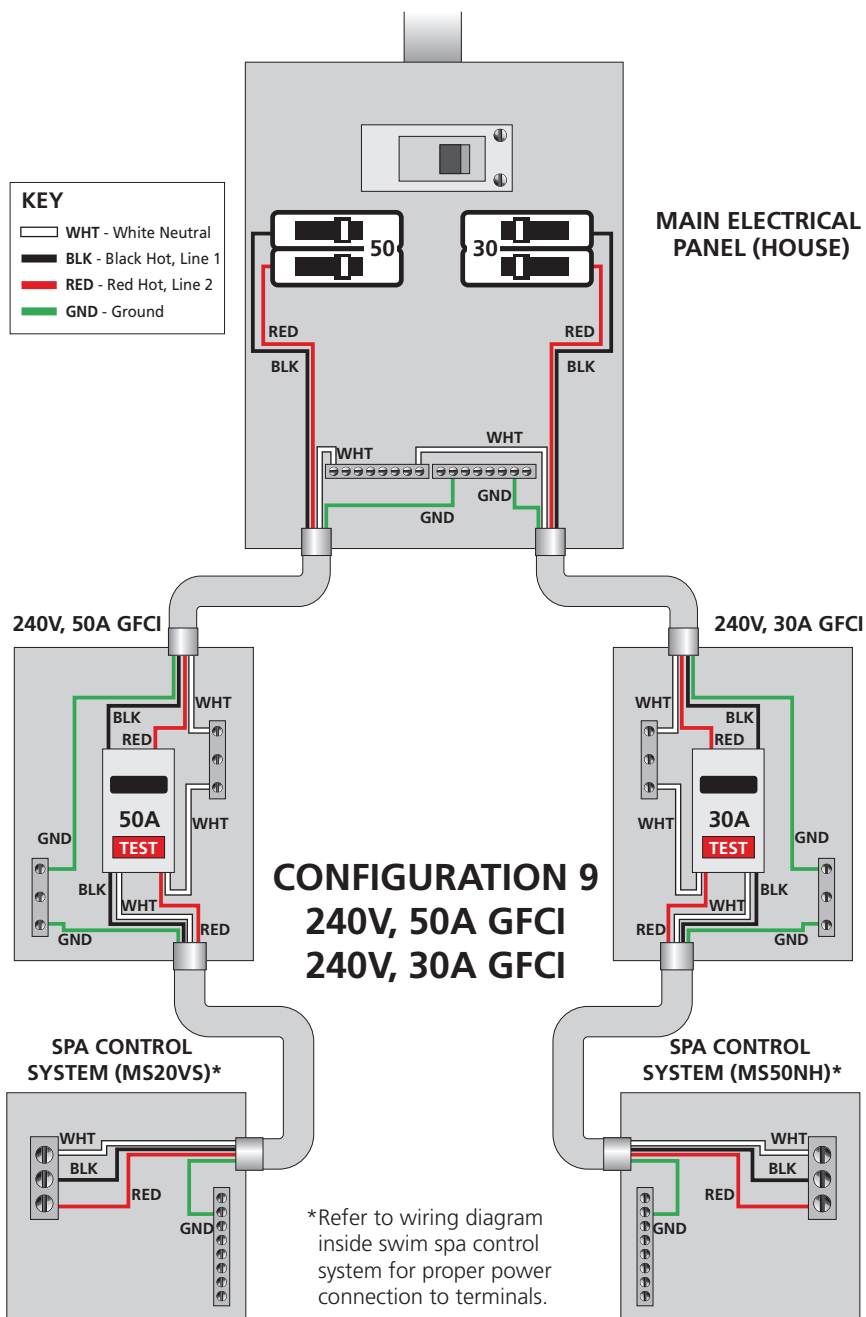 KEY
WHT - White Neutral
BLK - Black Hot, Line 1
RED - Red Hot, Line 2
GND - Ground
MAIN ELECTRICAL
PANEL (HOUSE)
50
30
RED
BLK
RED
BLK
WHT
WHT
GND
GND
240V, 50A GFCI
240V, 30A GFCI
WHT
BLK
RED
50A
TEST
WHT
GND
BLK
WHT
RED
GND
WHT
BLK
RED
30A
TEST
WHT
GND
BLK
WHT
RED
GND
CONFIGURATION 9
240V, 50A GFCI
240V, 30A GFCI
SPA CONTROL
SYSTEM (MS20VS)*
WHT
BLK
RED
GND
SPA CONTROL
SYSTEM (MS50NH)*
WHT
BLK
RED
GND
*Refer to wiring diagram
inside swim spa control
system for proper power
connection to terminals.